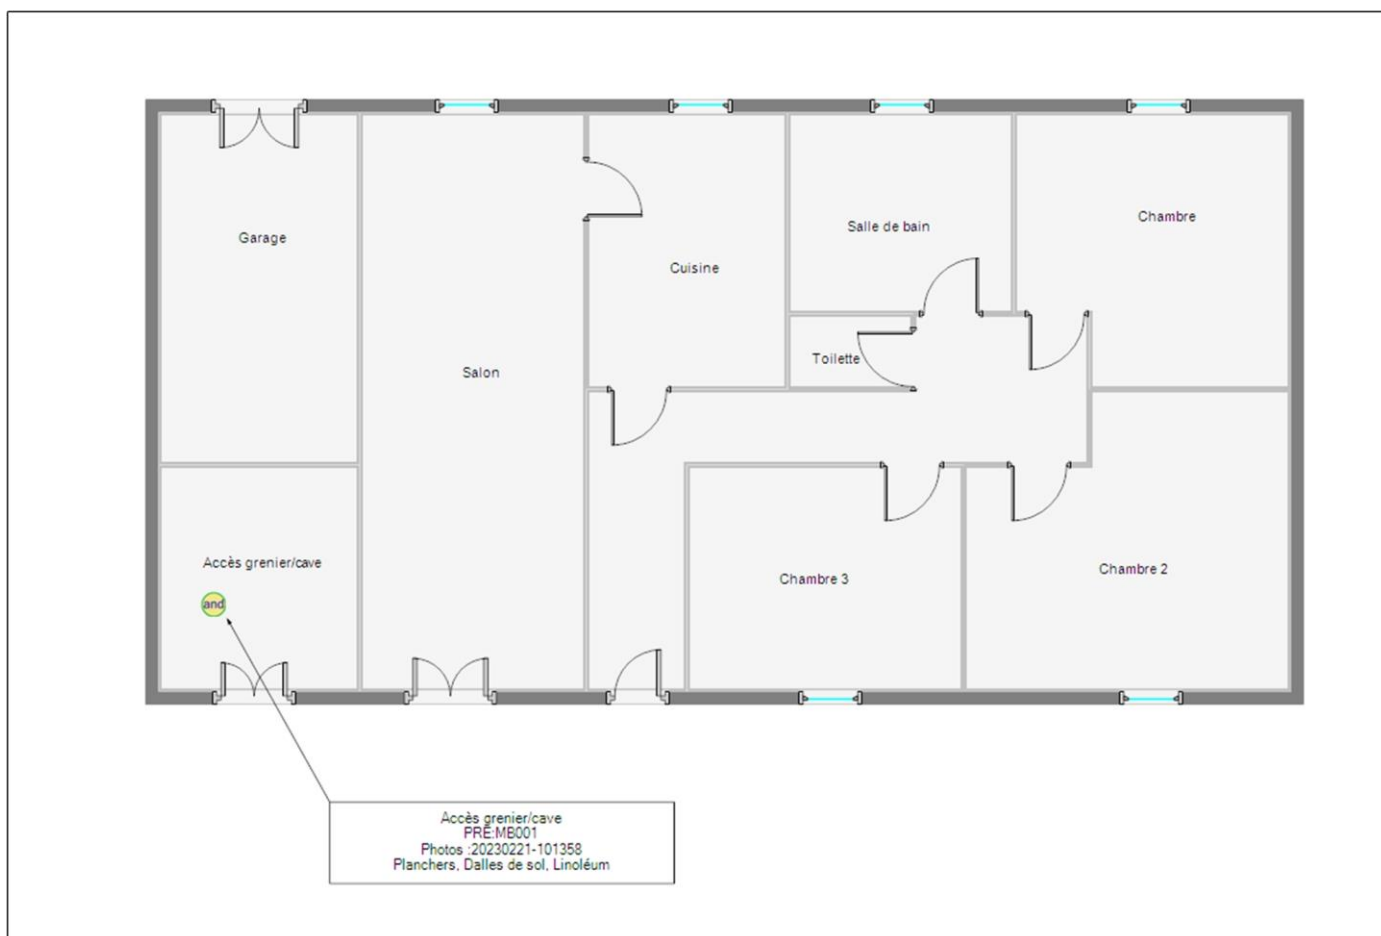 Garage
Salon
Cuisine
Salle de bain
Chambre
Toilette
Accès grenier/cave
and
Chambre 3
Chambre 2
Accès grenier/cave
PRE:MB001
Photos :20230221-101358
Planchers, Dalles de sol, Linoléum